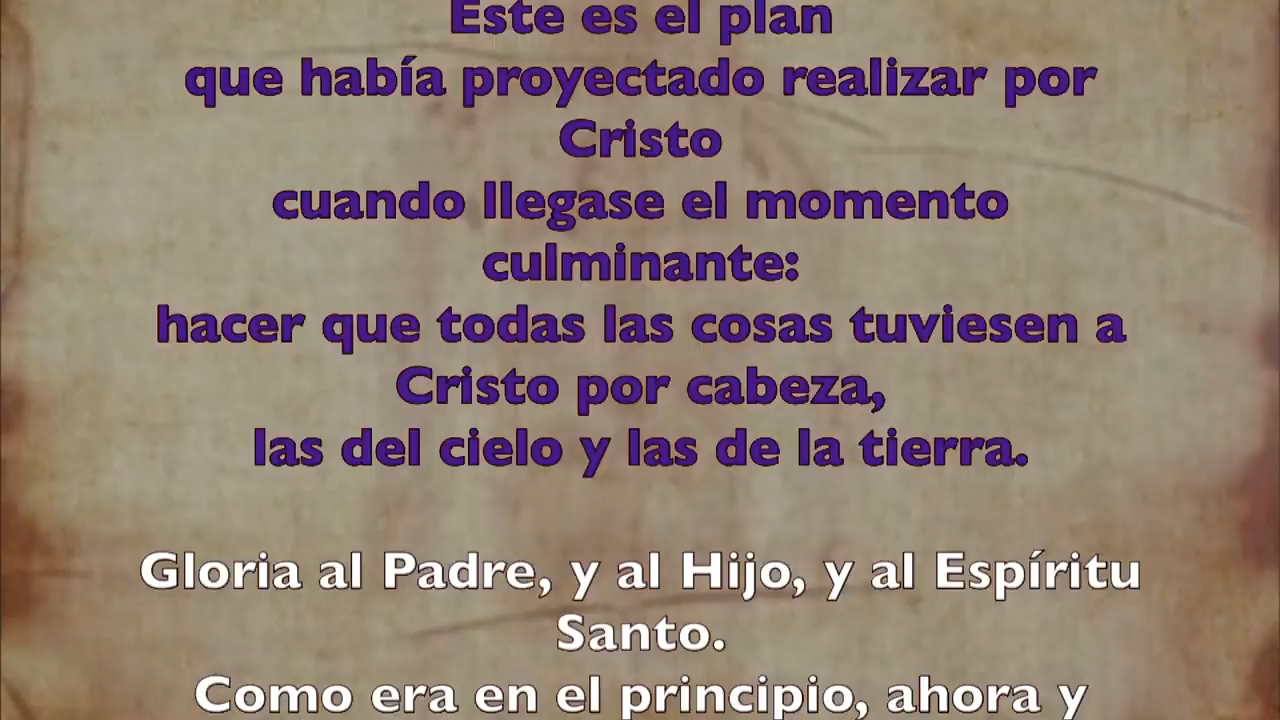 Este es el plan
que había proyectado realizar por
Cristo
cuando llegase el momento
culminante:
hacer que todas las cosas tuviesen a
Cristo por cabeza,
las del cielo y las de la tierra.
Gloria al Padre, y al Hijo, y al Espíritu
Santo.
Como era en el principio, ahora y